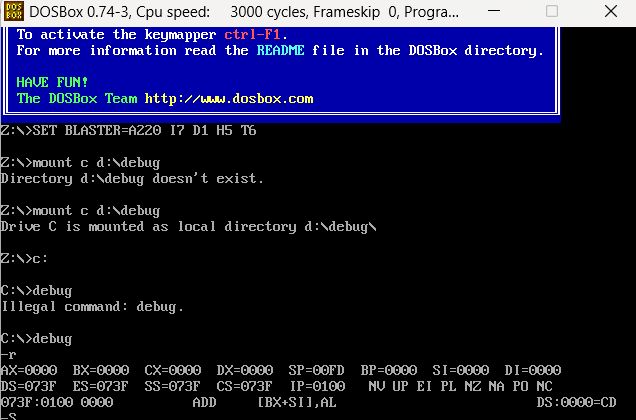 DOSBox 0.74-3, Cpu speed: 3000 cycles, Frameskip 0, Progra...
To activate the keymapper ctrl-F1.
For more information read the README file in the DOSBox directory.
HAVE FUN!
The DOSBox Team http://www.dosbox.com
Z:\>SET BLASTER=A220 I7 D1 H5 T6
Z:\>mount c d:\debug
Directory d:\debug doesn't exist.
Z:\>mount c d:\debug
Drive C is mounted as local directory d:\debug\
Z:\>c:
C:\>debug
Illegal command: debug.
C:\>debug
-r
AX=0000 BX=0000 CX=0000 DX=0000 SP=00FD BP=0000 SI=0000 DI=0000
DS=073F ES=073F SS=073F CS=073F IP=0100 NV UP EI PL NZ NA PO NC
073F:0100 0000 ADD [BX+SI],AL DS:0000=CD
-S